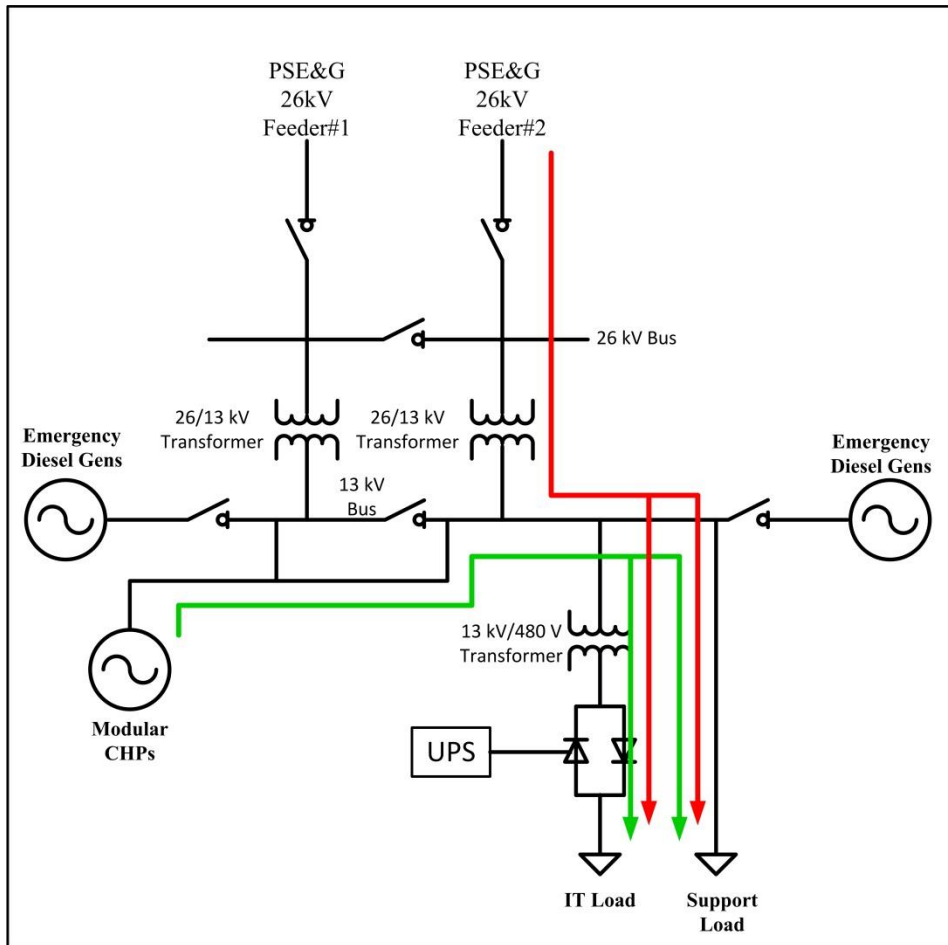 PSE&G
26kV
Feeder#1
PSE&G
26kV
Feeder#2
26 kV Bus
26/13 kV
Transformer
26/13 kV
Transformer
Emergency
Diesel Gens
Emergency
Diesel Gens
13 kV
Bus
13 kV/480 V
Transformer
Modular
CHPs
UPS
IT Load
Support
Load